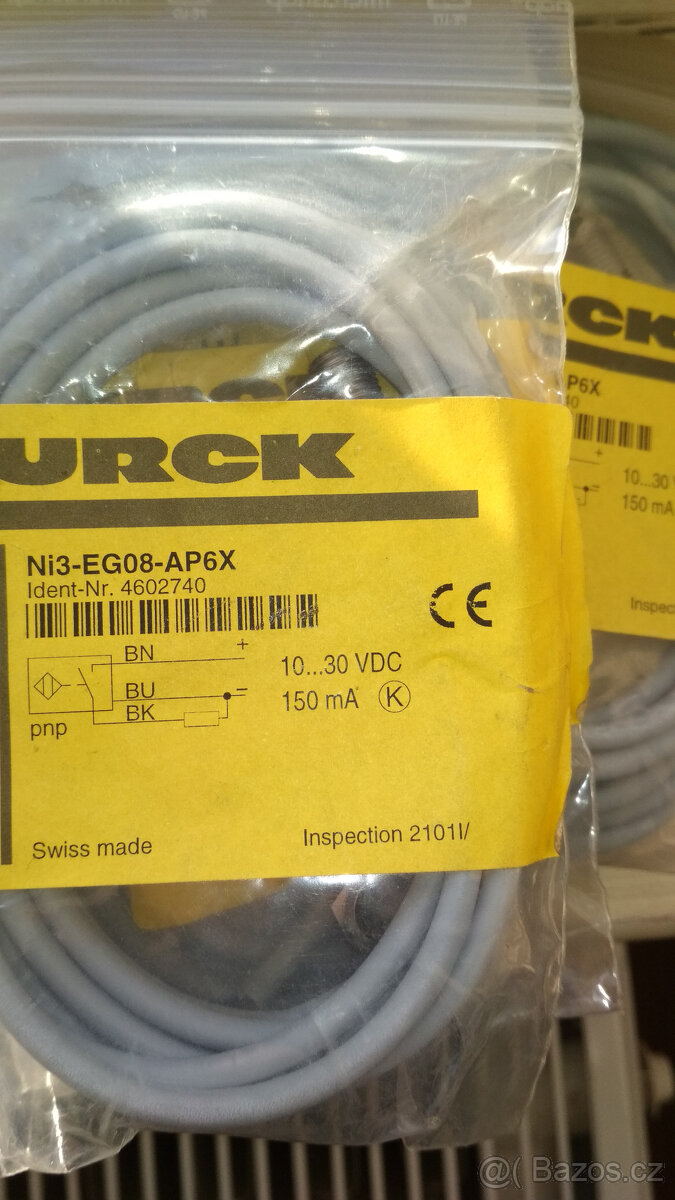 URCK
Ni3-EG08-AP6X
Ident-Nr. 4602740
BN
+
BU
−
BK
pnp
10...30 VDC
150 mA K
CE
Swiss made
Inspection 2101I/
RCK
P6X
40
+
−
10...30
150 mA
Inspec
@( Bazos.cz